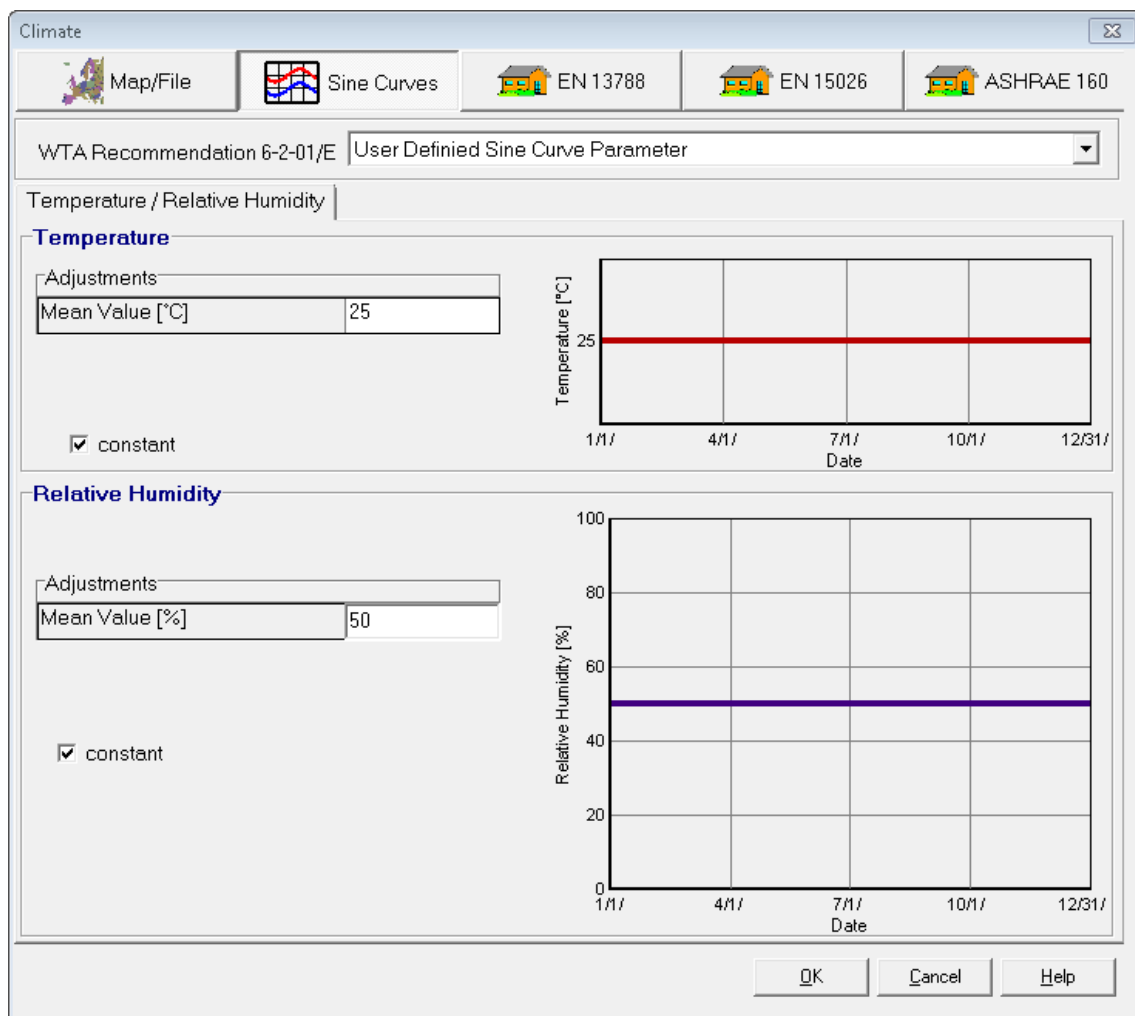 Climate
Map/File Sine Curves EN 13788 EN 15026 ASHRAE 160
WTA Recommendation 6-2-01/E User Definied Sine Curve Parameter
Temperature / Relative Humidity
Temperature
Adjustments
Mean Value [°C] 25
constant
Temperature [°C]
25
1/1/ 4/1/ 7/1/ 10/1/ 12/31/
Date
Relative Humidity
Adjustments
Mean Value [%] 50
constant
Relative Humidity [%]
100
80
60
40
20
0
1/1/ 4/1/ 7/1/ 10/1/ 12/31/
Date
OK Cancel Help